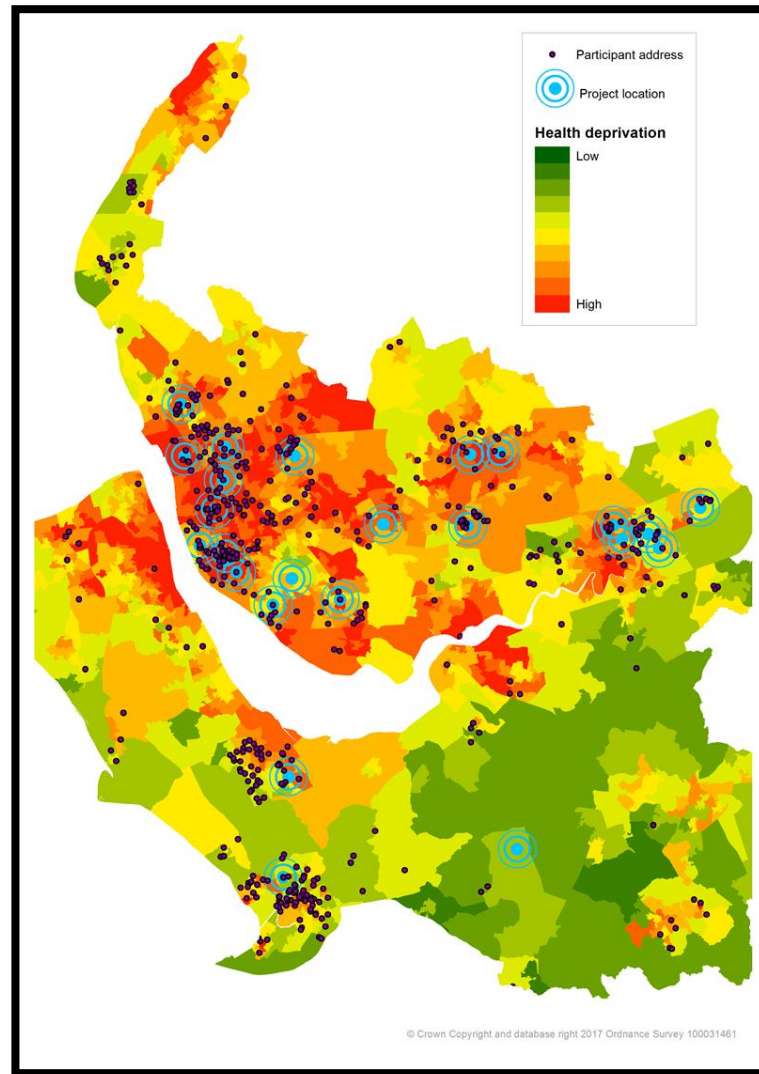 Participant address
Project location
Health deprivation
Low
High
© Crown Copyright and database right 2017 Ordnance Survey 100031461